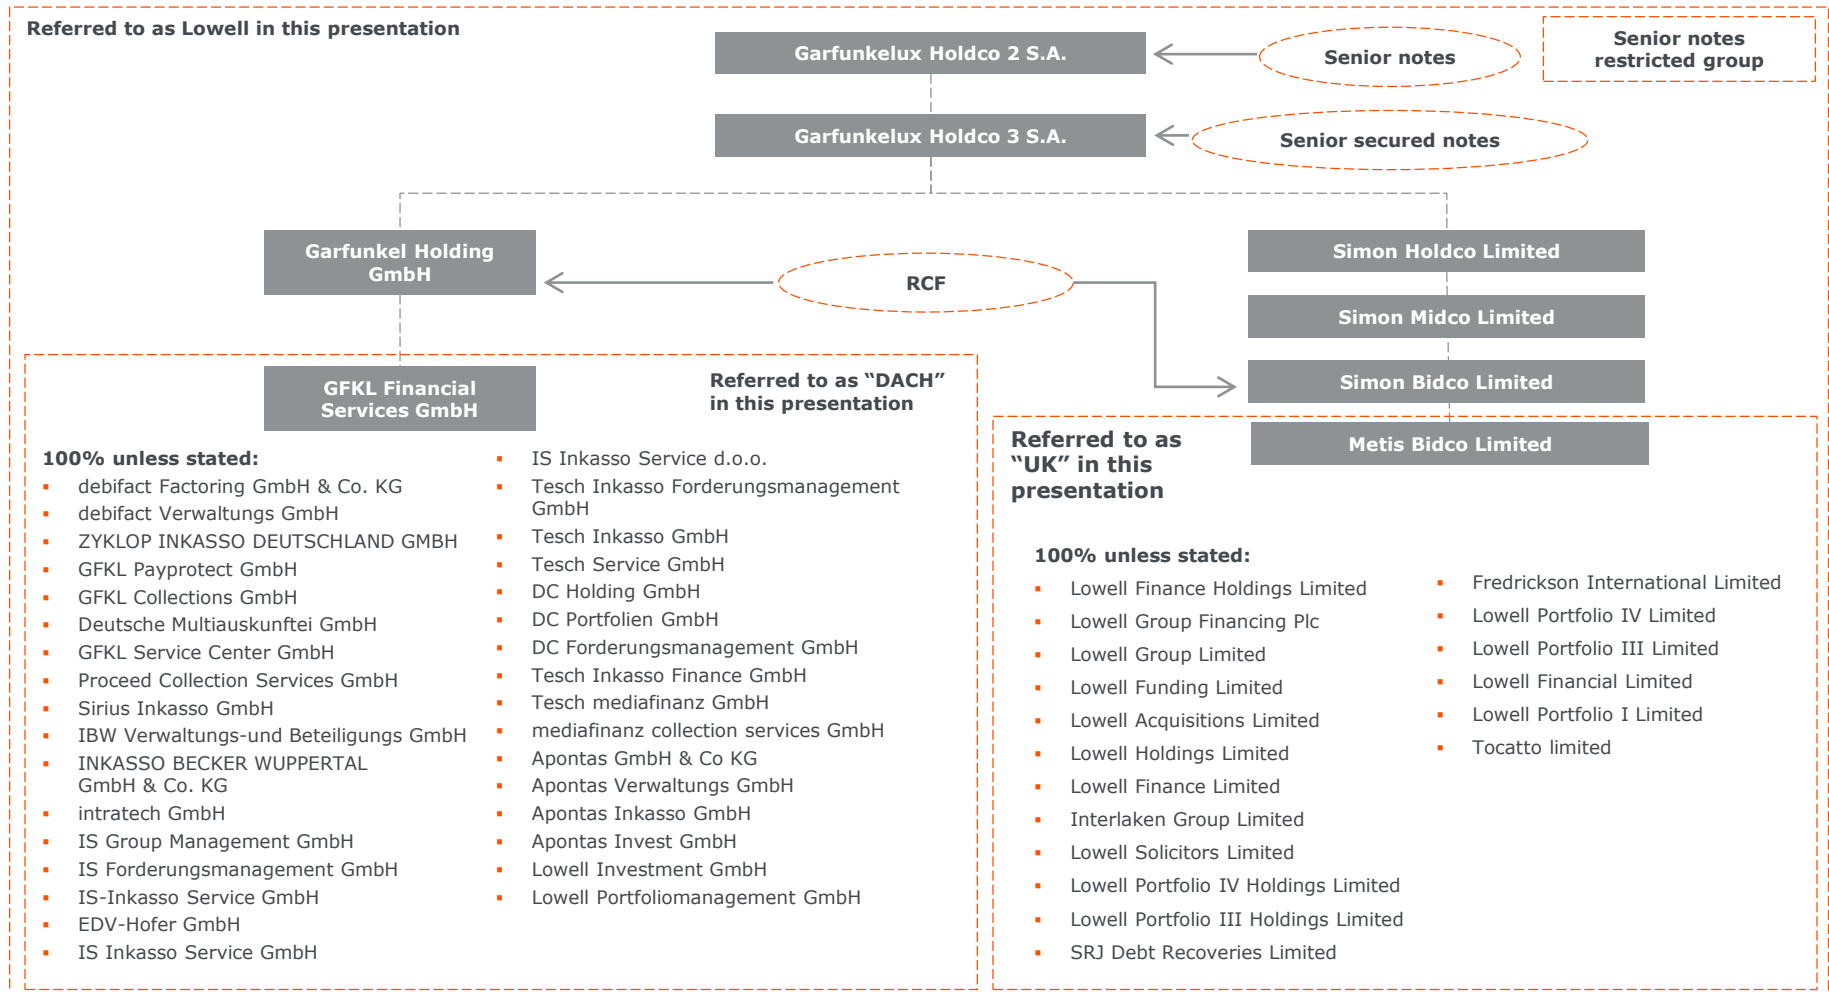 Referred to as Lowell in this presentation
Garfunkelux Holdco 2 S.A.
Senior notes
Senior notes
restricted group
Garfunkelux Holdco 3 S.A.
Senior secured notes
Garfunkel Holding
GmbH
RCF
Simon Holdco Limited
Simon Midco Limited
Simon Bidco Limited
Metis Bidco Limited
GFKL Financial
Services GmbH
Referred to as “DACH”
in this presentation
100% unless stated:
▪ debifact Factoring GmbH & Co. KG
▪ debifact Verwaltungs GmbH
▪ ZYKLOP INKASSO DEUTSCHLAND GMBH
▪ GFKL Payprotect GmbH
▪ GFKL Collections GmbH
▪ Deutsche Multiauskunftei GmbH
▪ GFKL Service Center GmbH
▪ Proceed Collection Services GmbH
▪ Sirius Inkasso GmbH
▪ IBW Verwaltungs-und Beteiligungs GmbH
▪ INKASSO BECKER WUPPERTAL
GmbH & Co. KG
▪ intratech GmbH
▪ IS Group Management GmbH
▪ IS Forderungsmanagement GmbH
▪ IS-Inkasso Service GmbH
▪ EDV-Hofer GmbH
▪ IS Inkasso Service GmbH
▪ IS Inkasso Service d.o.o.
▪ Tesch Inkasso Forderungsmanagement
GmbH
▪ Tesch Inkasso GmbH
▪ Tesch Service GmbH
▪ DC Holding GmbH
▪ DC Portfolien GmbH
▪ DC Forderungsmanagement GmbH
▪ Tesch Inkasso Finance GmbH
▪ Tesch mediafinanz GmbH
▪ mediafinanz collection services GmbH
▪ Apontas GmbH & Co KG
▪ Apontas Verwaltungs GmbH
▪ Apontas Inkasso GmbH
▪ Apontas Invest GmbH
▪ Lowell Investment GmbH
▪ Lowell Portfoliomanagement GmbH
Referred to as
“UK” in this
presentation
100% unless stated:
▪ Lowell Finance Holdings Limited
▪ Lowell Group Financing Plc
▪ Lowell Group Limited
▪ Lowell Funding Limited
▪ Lowell Acquisitions Limited
▪ Lowell Holdings Limited
▪ Lowell Finance Limited
▪ Interlaken Group Limited
▪ Lowell Solicitors Limited
▪ Lowell Portfolio IV Holdings Limited
▪ Lowell Portfolio III Holdings Limited
▪ SRJ Debt Recoveries Limited
▪ Fredrickson International Limited
▪ Lowell Portfolio IV Limited
▪ Lowell Portfolio III Limited
▪ Lowell Financial Limited
▪ Lowell Portfolio I Limited
▪ Tocatto limited